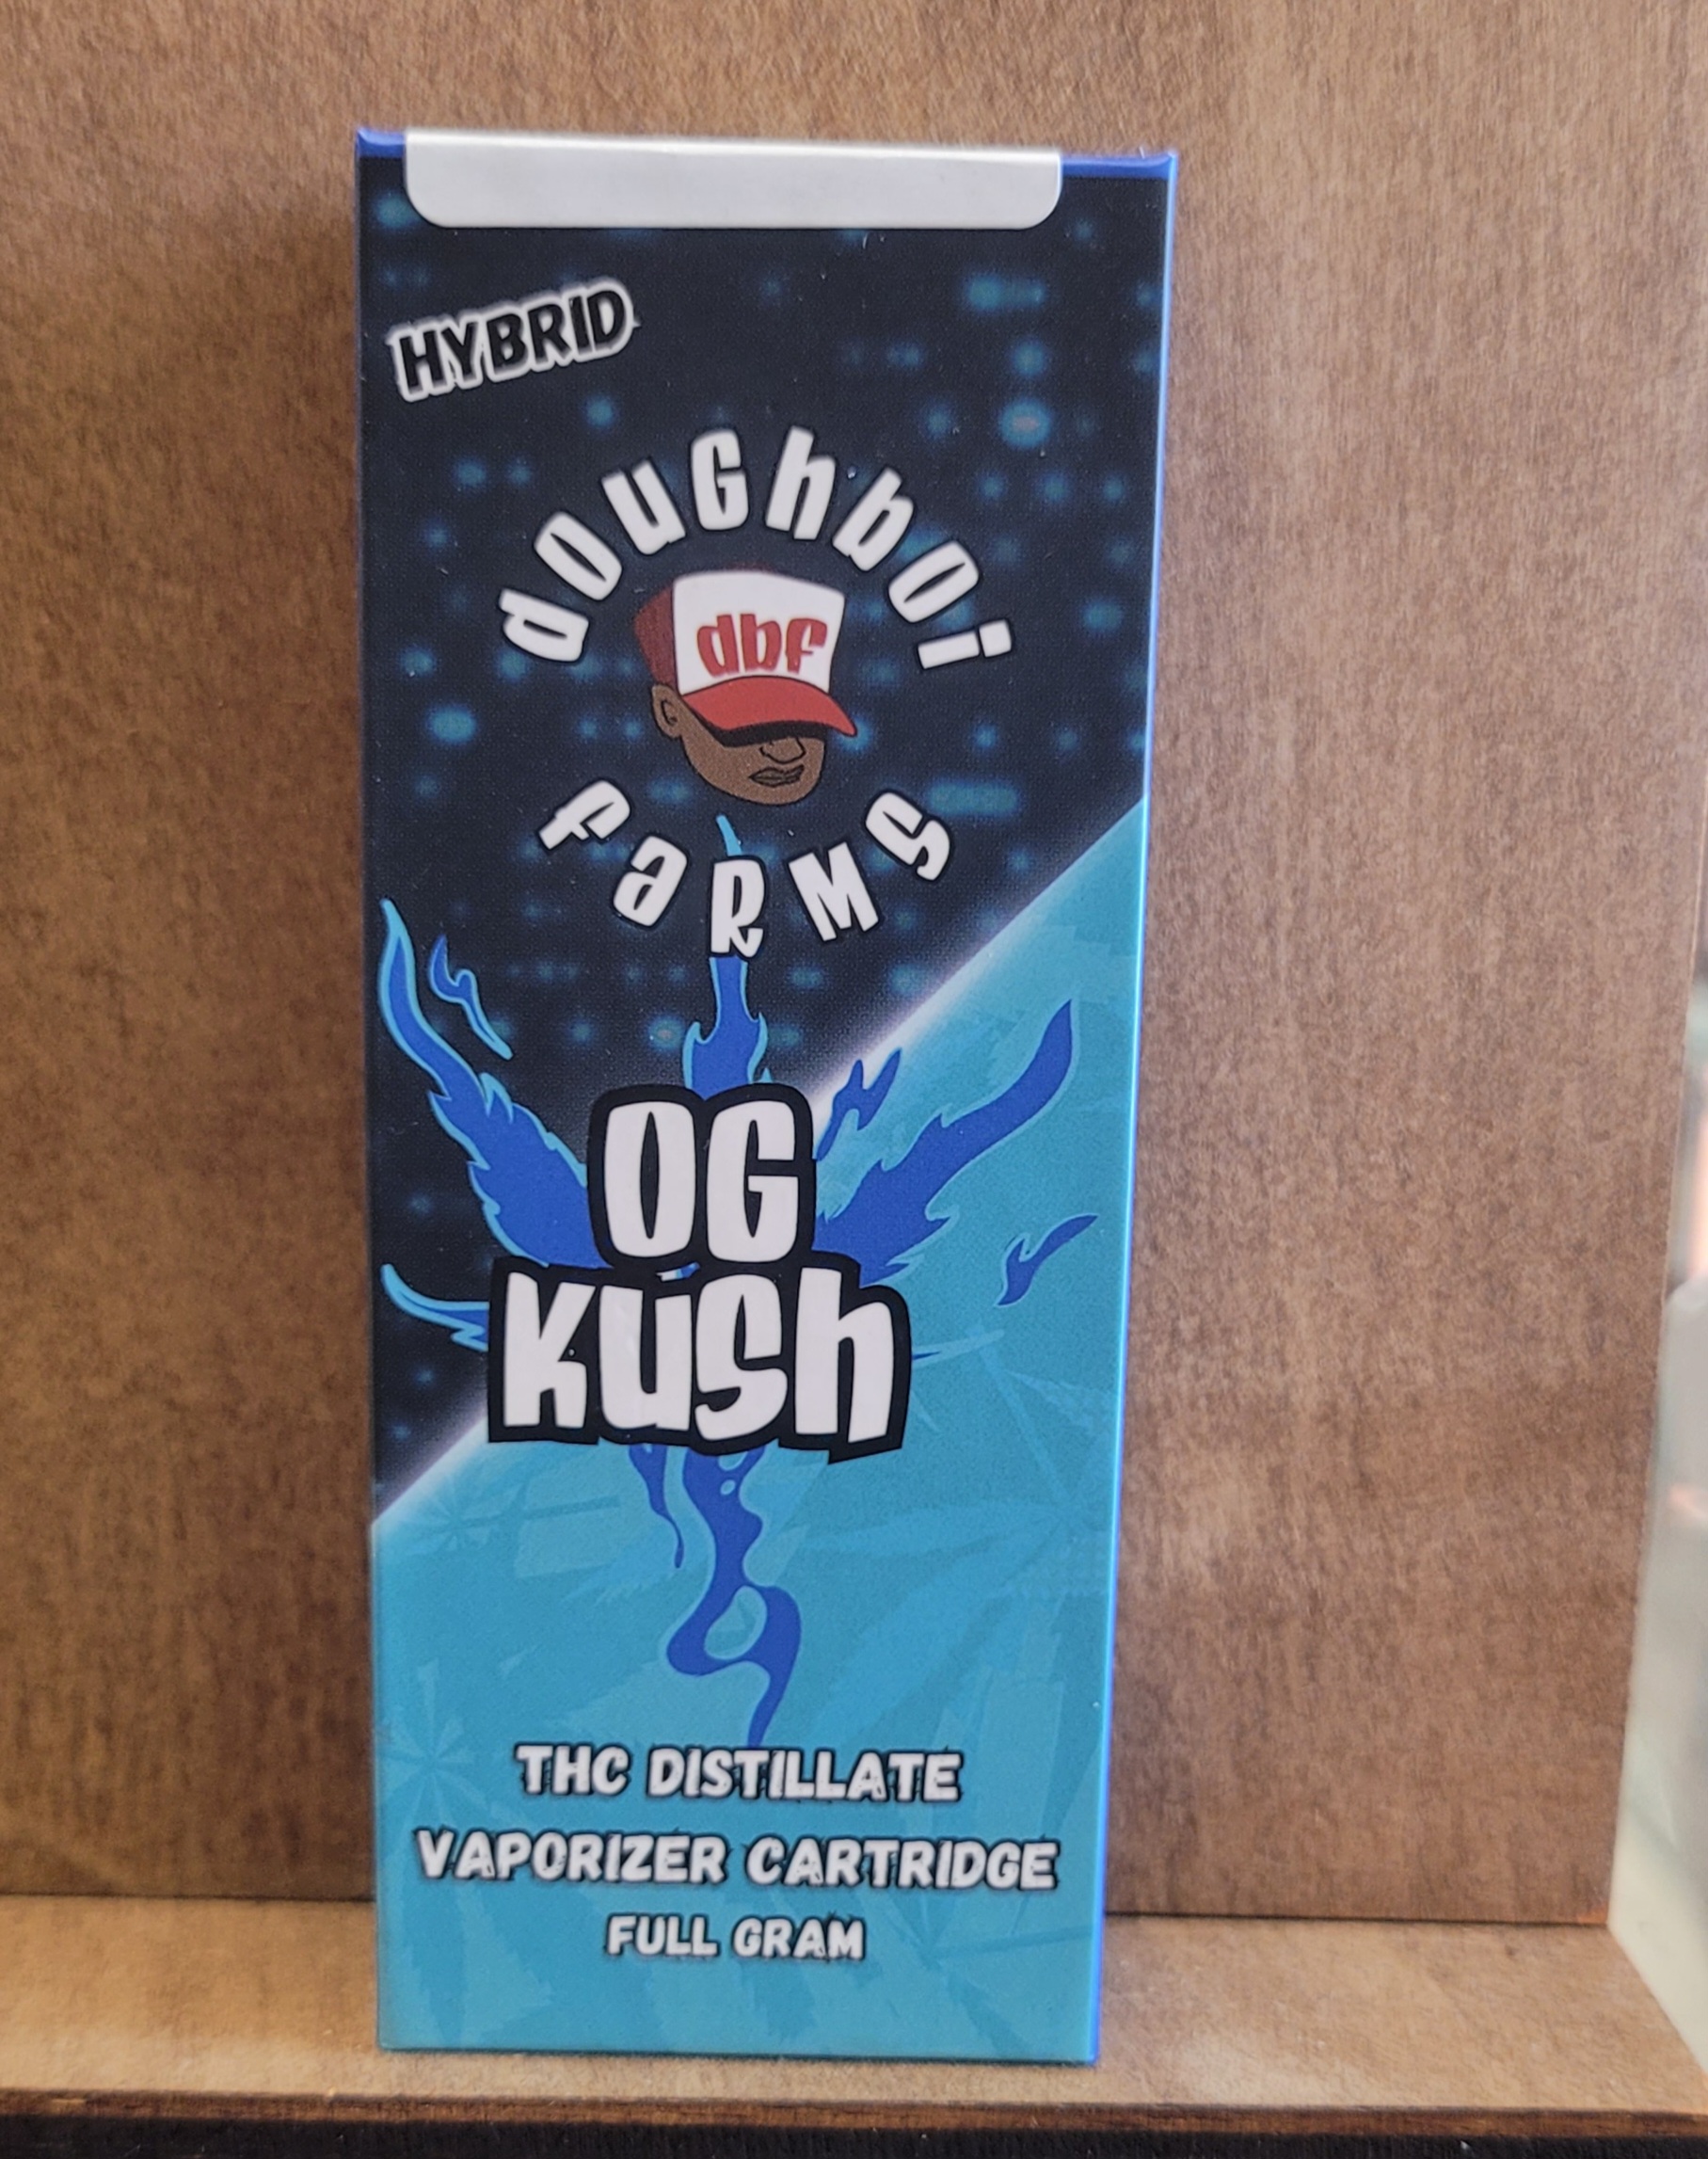 HYBRID
doughboi
dbf
farms
OG
Kush
THC DISTILLATE
VAPORIZER CARTRIDGE
FULL GRAM